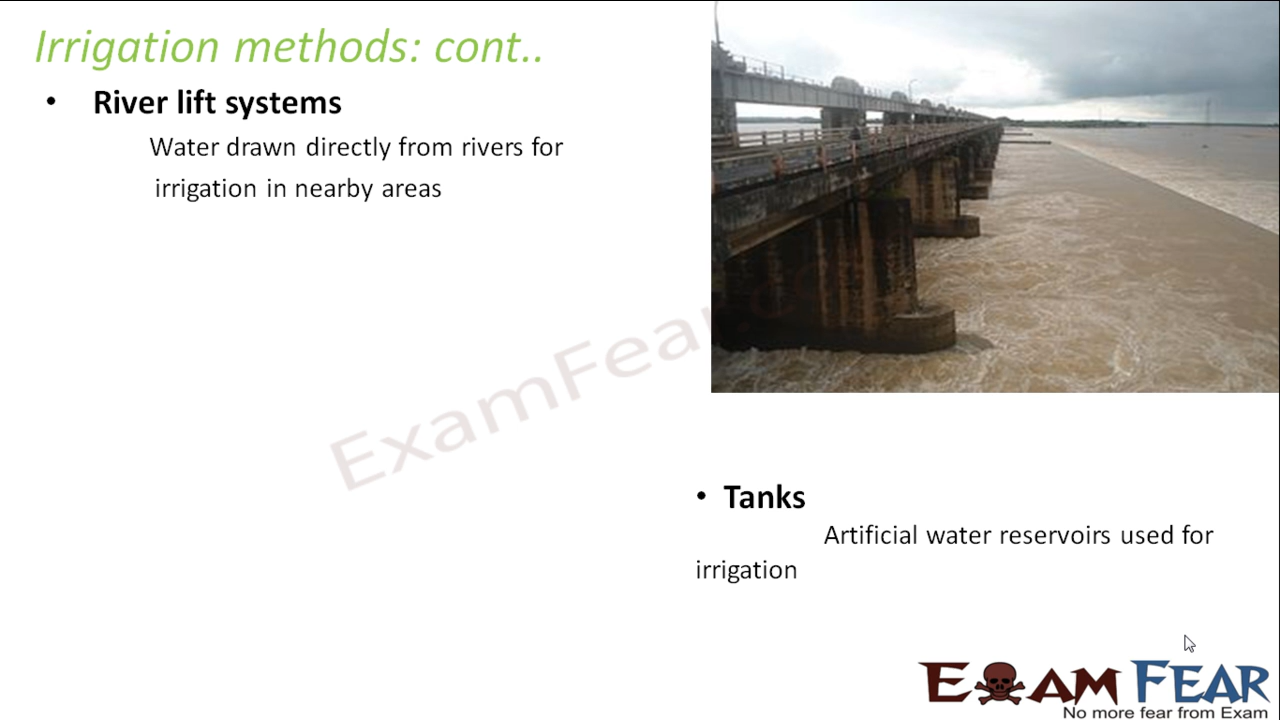 Irrigation methods: cont..
• River lift systems
Water drawn directly from rivers for
irrigation in nearby areas
ExamFear.com
• Tanks
Artificial water reservoirs used for
irrigation
EXAM FEAR
No more fear from Exam